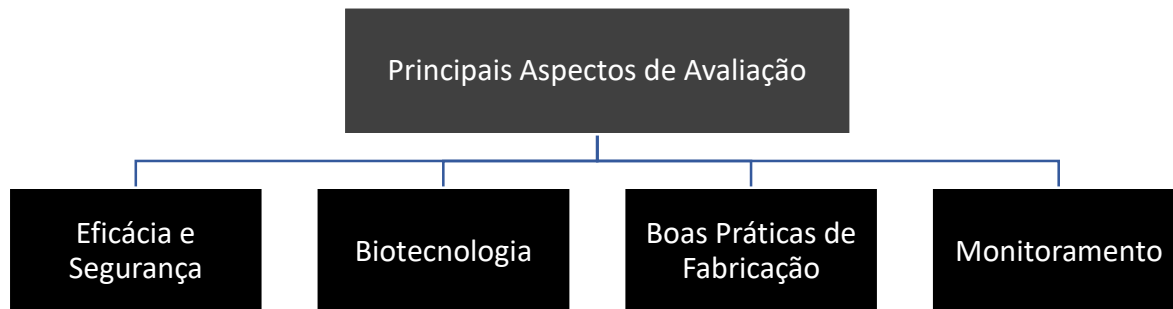 Principais Aspectos de Avaliação
Eficácia e
Segurança
Biotecnologia
Boas Práticas de
Fabricação
Monitoramento